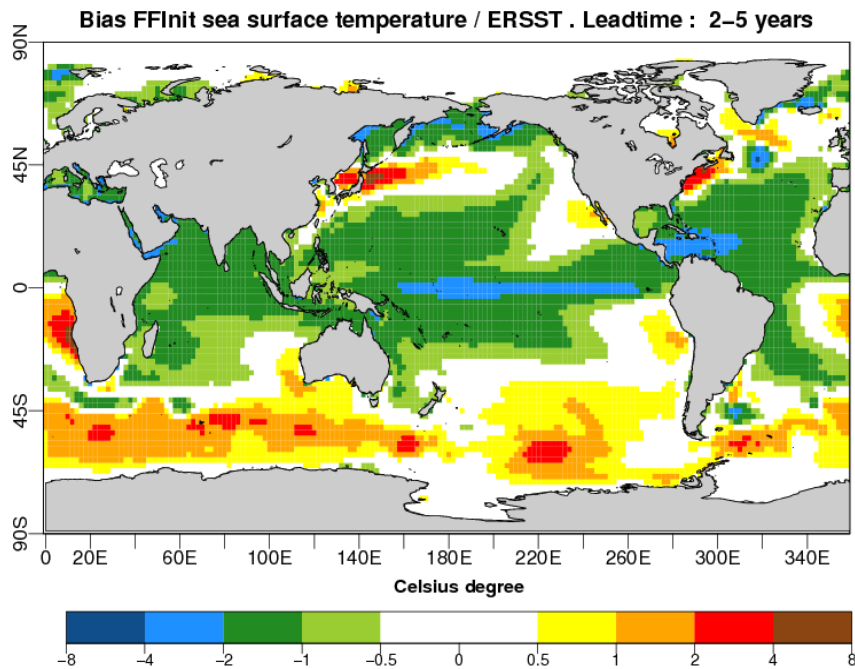 Bias FFInit sea surface temperature / ERSST . Leadtime : 2−5 years
90N
45N
0
45S
90S
0 20E 60E 100E 140E 180E 220E 260E 300E 340E
Celsius degree
−8 −4 −2 −1 −0.5 0 0.5 1 2 4 8